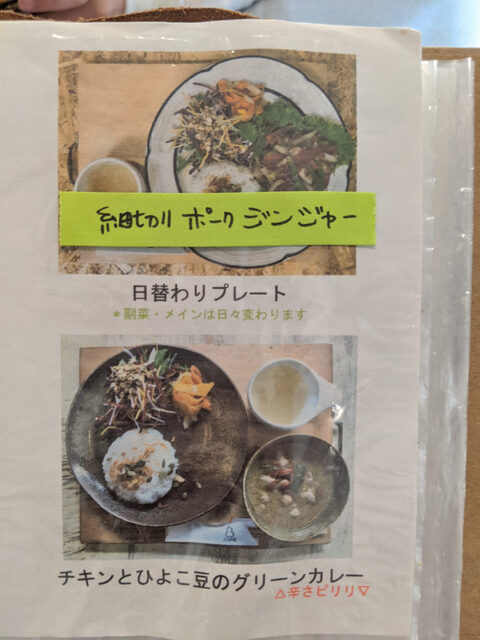 細切り ポーク ジンジャー
日替わりプレート
＊副菜・メインは日々変わります
チキンとひよこ豆のグリーンカレー
△辛さピリリ▽